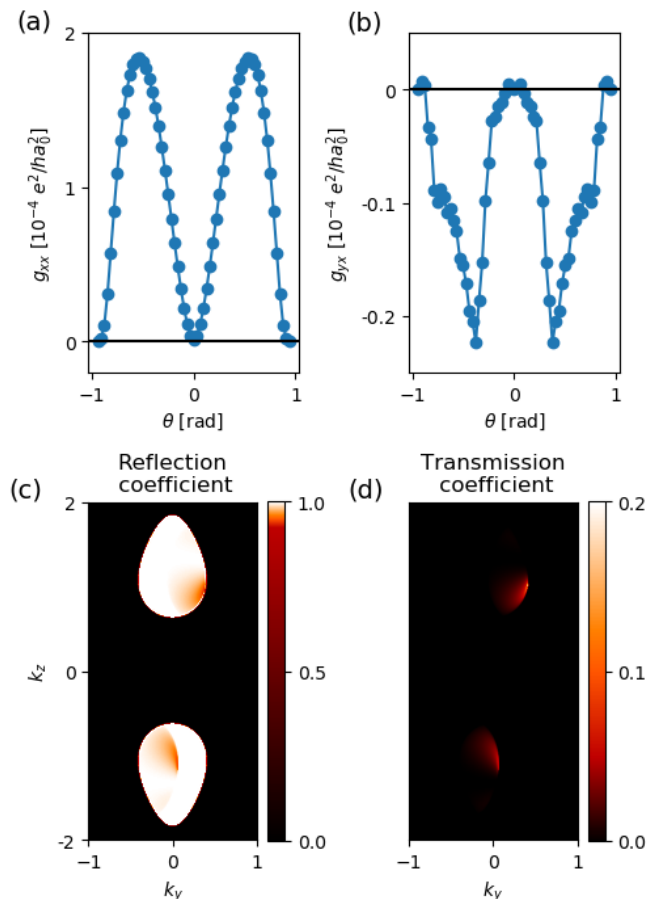 (a)
2
1
0
g_xx [10^-4 e^2/ha_0^2]
−1
0
1
θ [rad]
(b)
0
-0.1
-0.2
g_yx [10^-4 e^2/ha_0^2]
−1
0
1
θ [rad]
(c)
Reflection
coefficient
2
0
-2
k_z
−1
0
1
k_y
1.0
0.5
0.0
(d)
Transmission
coefficient
−1
0
1
k_y
0.2
0.1
0.0